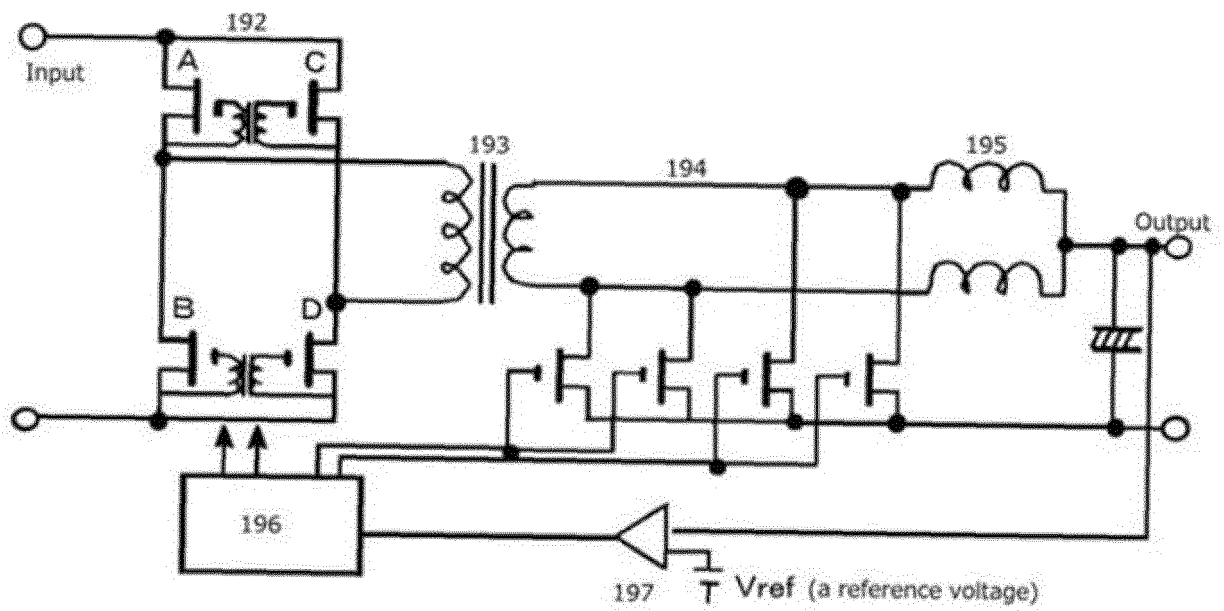 192
Input
A
C
193
194
195
Output
B
D
196
197
Vref (a reference voltage)